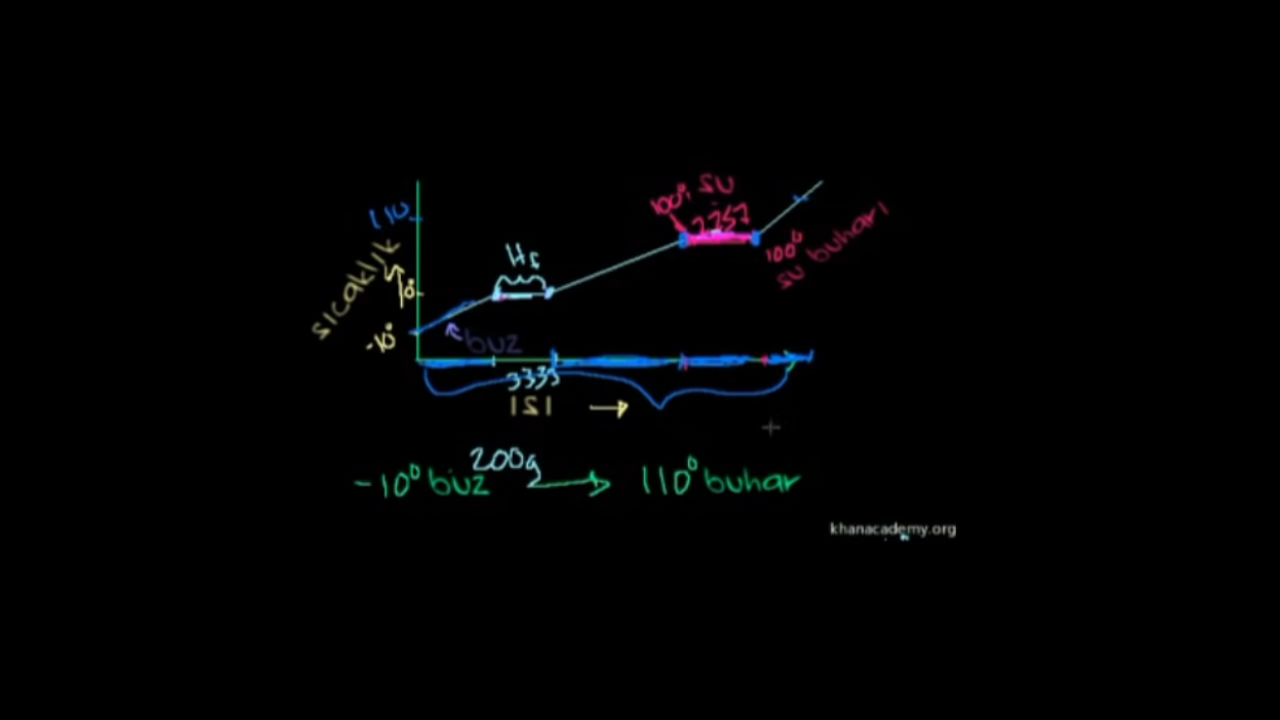 100°, su
110
2257
sıcaklık
Hf
100°
su buharı
0°
-10°
buz
333
ısı
200g
-10° buz → 110° buhar
khanacademy.org